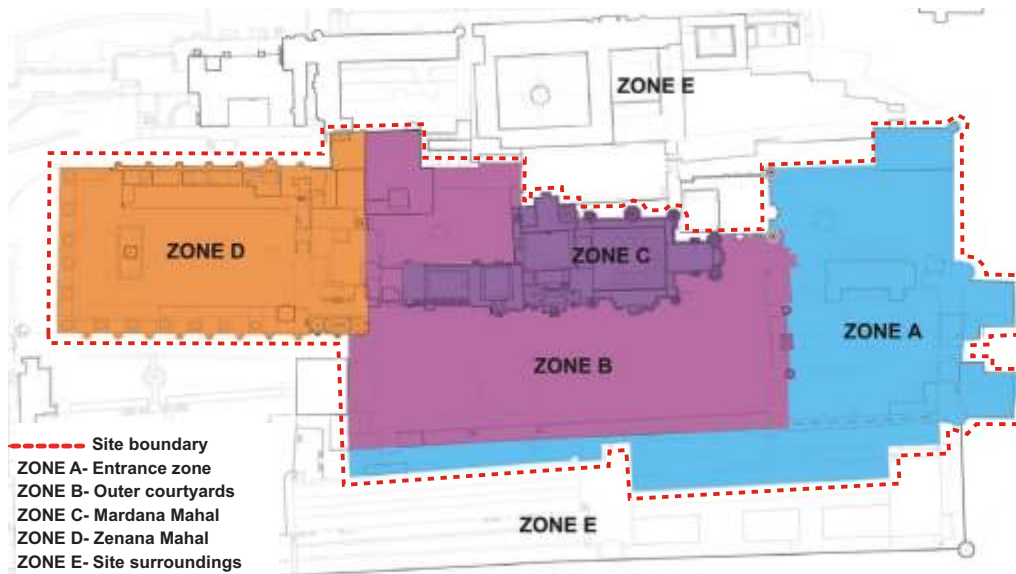 ZONE E
ZONE D
ZONE C
ZONE A
ZONE B
Site boundary
ZONE A- Entrance zone
ZONE B- Outer courtyards
ZONE C- Mardana Mahal
ZONE D- Zenana Mahal
ZONE E- Site surroundings
ZONE E